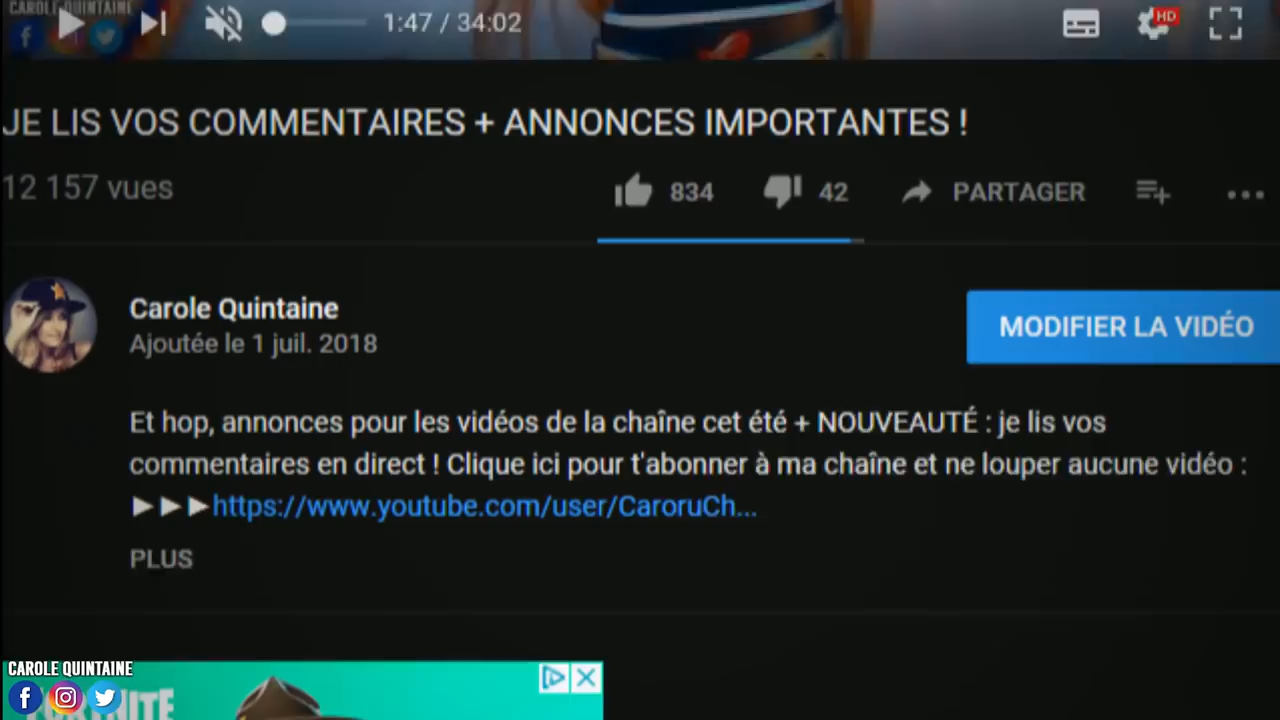 CAROLE QUINTAINE
1:47 / 34:02
HD
JE LIS VOS COMMENTAIRES + ANNONCES IMPORTANTES !
12 157 vues
834
42
PARTAGER
Carole Quintaine
Ajoutée le 1 juil. 2018
MODIFIER LA VIDÉO
Et hop, annonces pour les vidéos de la chaîne cet été + NOUVEAUTÉ : je lis vos
commentaires en direct ! Clique ici pour t'abonner à ma chaîne et ne louper aucune vidéo :
►►►https://www.youtube.com/user/CaroruCh...
PLUS
CAROLE QUINTAINE
FORTNITE